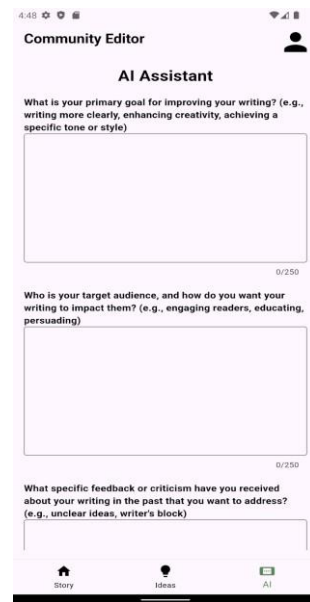 4:48
Community Editor
AI Assistant
What is your primary goal for improving your writing? (e.g.,
writing more clearly, enhancing creativity, achieving a
specific tone or style)
0/250
Who is your target audience, and how do you want your
writing to impact them? (e.g., engaging readers, educating,
persuading)
0/250
What specific feedback or criticism have you received
about your writing in the past that you want to address?
(e.g., unclear ideas, writer's block)
Story Ideas AI